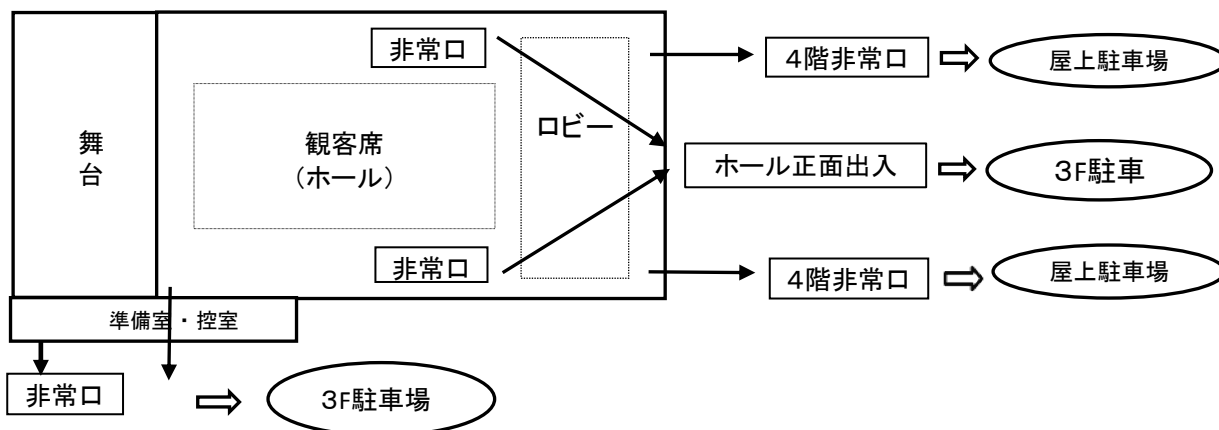 非常口
4階非常口
屋上駐車場
舞
台
観客席
(ホール)
ロビー
ホール正面出入
3F駐車
非常口
4階非常口
屋上駐車場
準備室・控室
非常口
3F駐車場